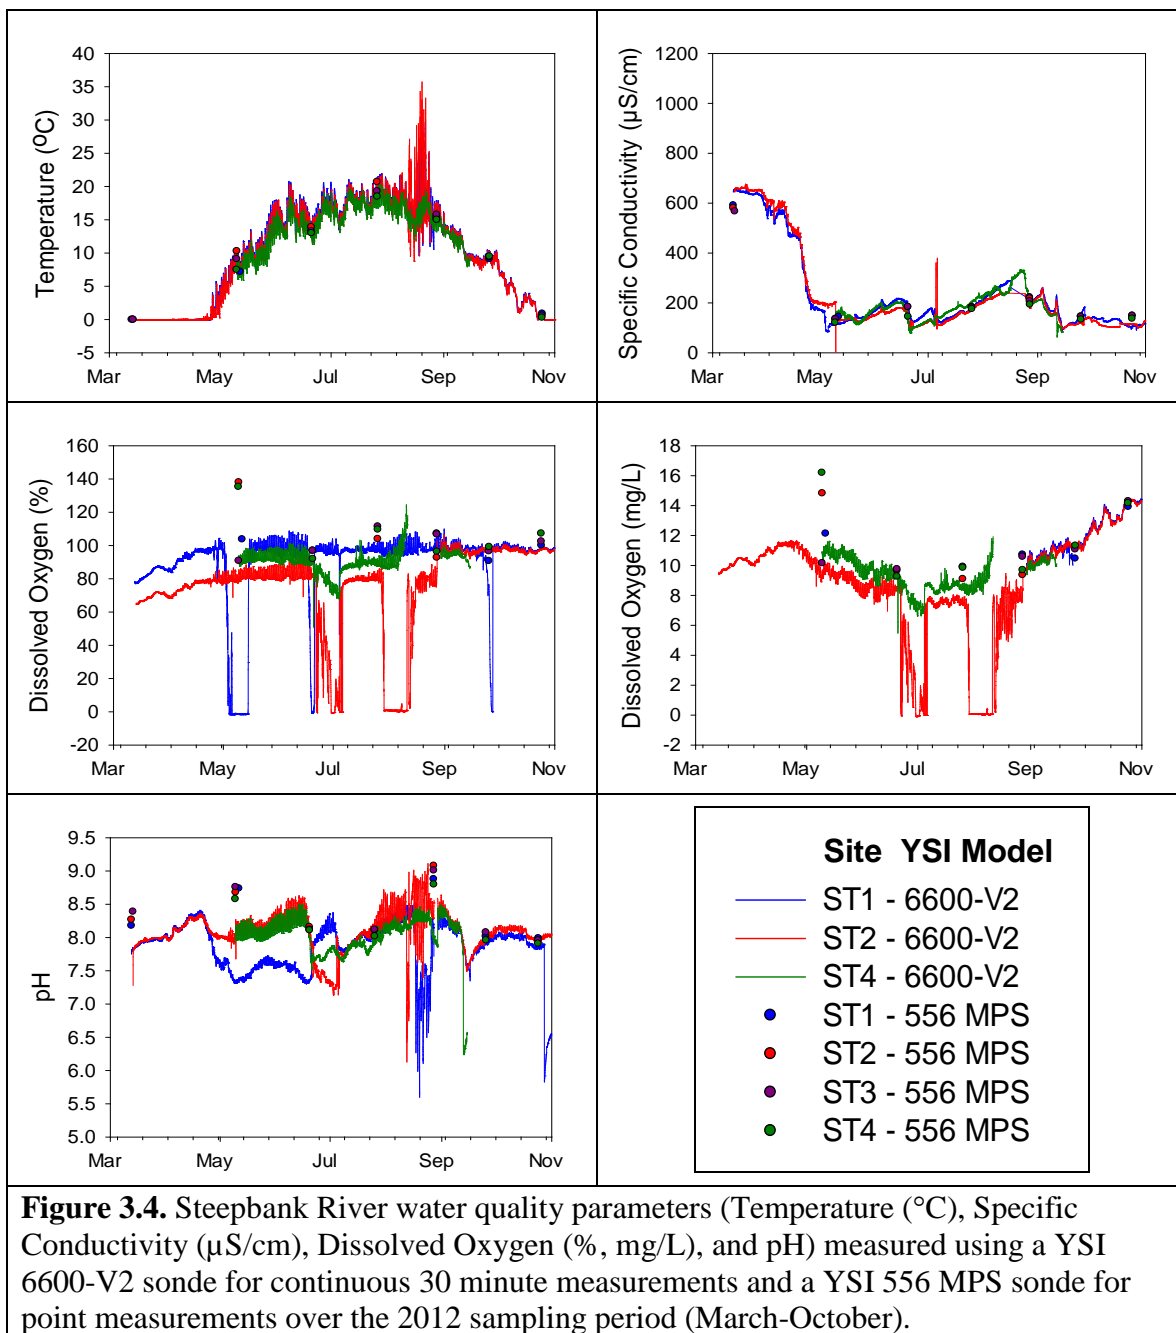 40
35
30
25
20
15
10
5
0
-5
Temperature (ºC)
Mar May Jul Sep Nov
1200
1000
800
600
400
200
0
Specific Conductivity (µS/cm)
Mar May Jul Sep Nov
160
140
120
100
80
60
40
20
0
-20
Dissolved Oxygen (%)
Mar May Jul Sep Nov
18
16
14
12
10
8
6
4
2
0
-2
Dissolved Oxygen (mg/L)
Mar May Jul Sep Nov
9.5
9.0
8.5
8.0
7.5
7.0
6.5
6.0
5.5
5.0
pH
Mar May Jul Sep Nov
Site YSI Model
ST1 - 6600-V2
ST2 - 6600-V2
ST4 - 6600-V2
ST1 - 556 MPS
ST2 - 556 MPS
ST3 - 556 MPS
ST4 - 556 MPS
Figure 3.4. Steepbank River water quality parameters (Temperature (°C), Specific
Conductivity (µS/cm), Dissolved Oxygen (%, mg/L), and pH) measured using a YSI
6600-V2 sonde for continuous 30 minute measurements and a YSI 556 MPS sonde for
point measurements over the 2012 sampling period (March-October).